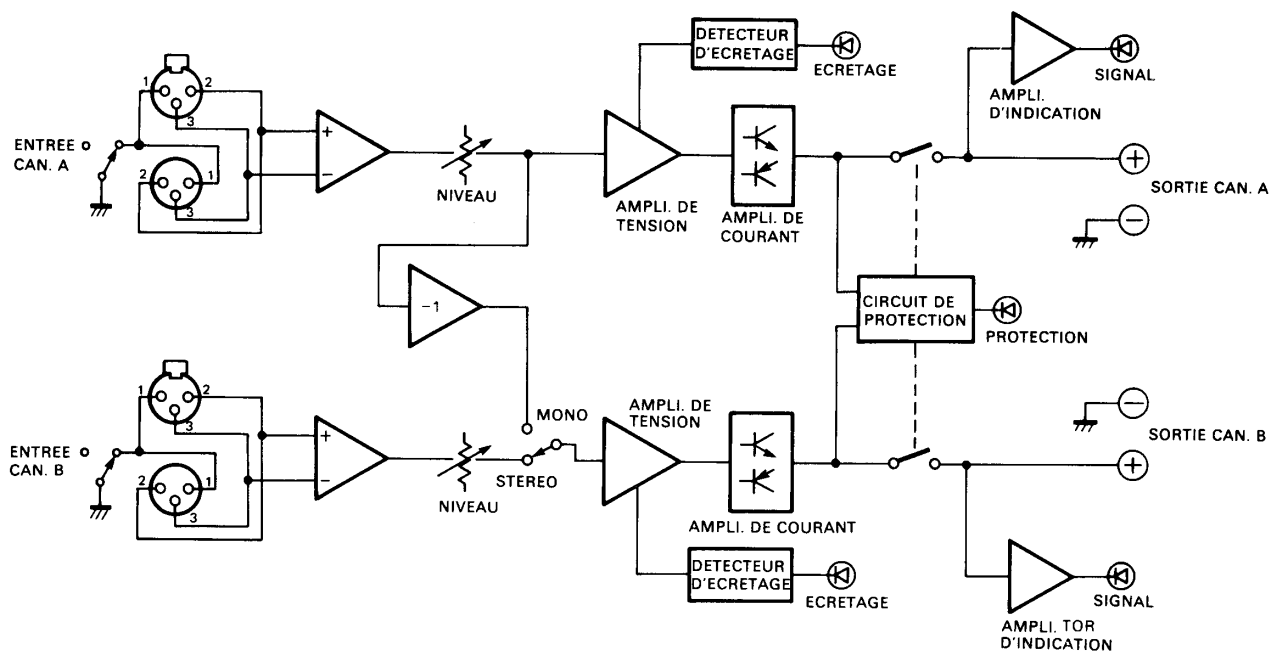 DETECTEUR
D'ECRETAGE
ECRETAGE
SIGNAL
AMPLI.
D'INDICATION
1
2
3
ENTREE
CAN. A
2
1
3
+
−
NIVEAU
AMPLI. DE
TENSION
AMPLI. DE
COURANT
+
SORTIE CAN. A
−
−1
CIRCUIT DE
PROTECTION
PROTECTION
1
2
3
ENTREE
CAN. B
2
1
3
+
−
NIVEAU
MONO
STEREO
AMPLI. DE
TENSION
AMPLI. DE COURANT
−
SORTIE CAN. B
+
DETECTEUR
D'ECRETAGE
ECRETAGE
SIGNAL
AMPLI. TOR
D'INDICATION